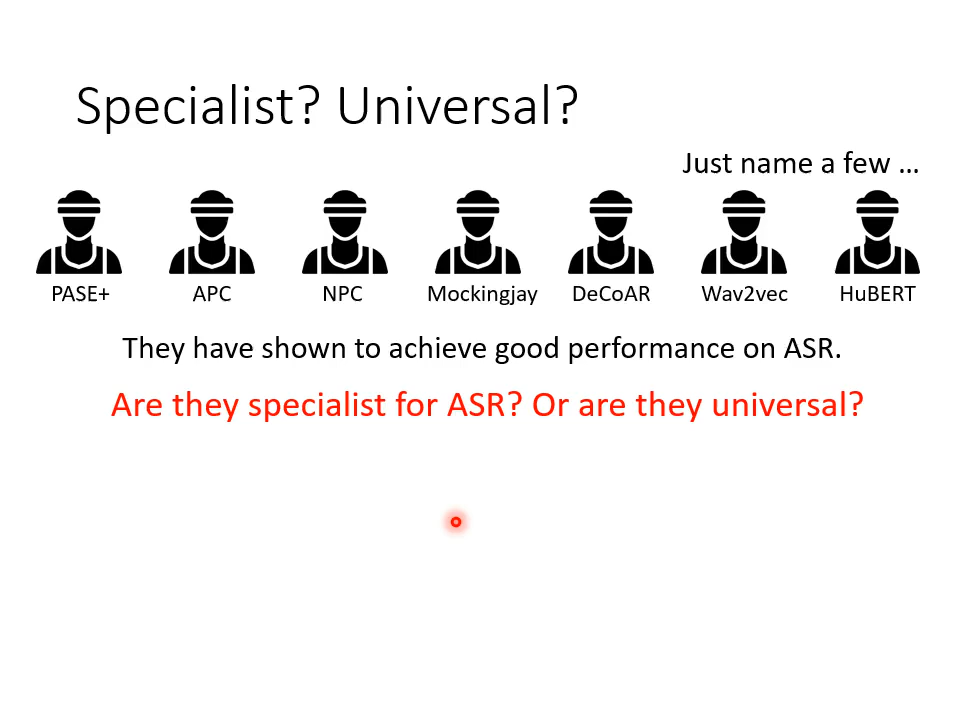 Specialist? Universal?
Just name a few …
PASE+ APC NPC Mockingjay DeCoAR Wav2vec HuBERT
They have shown to achieve good performance on ASR.
Are they specialist for ASR? Or are they universal?